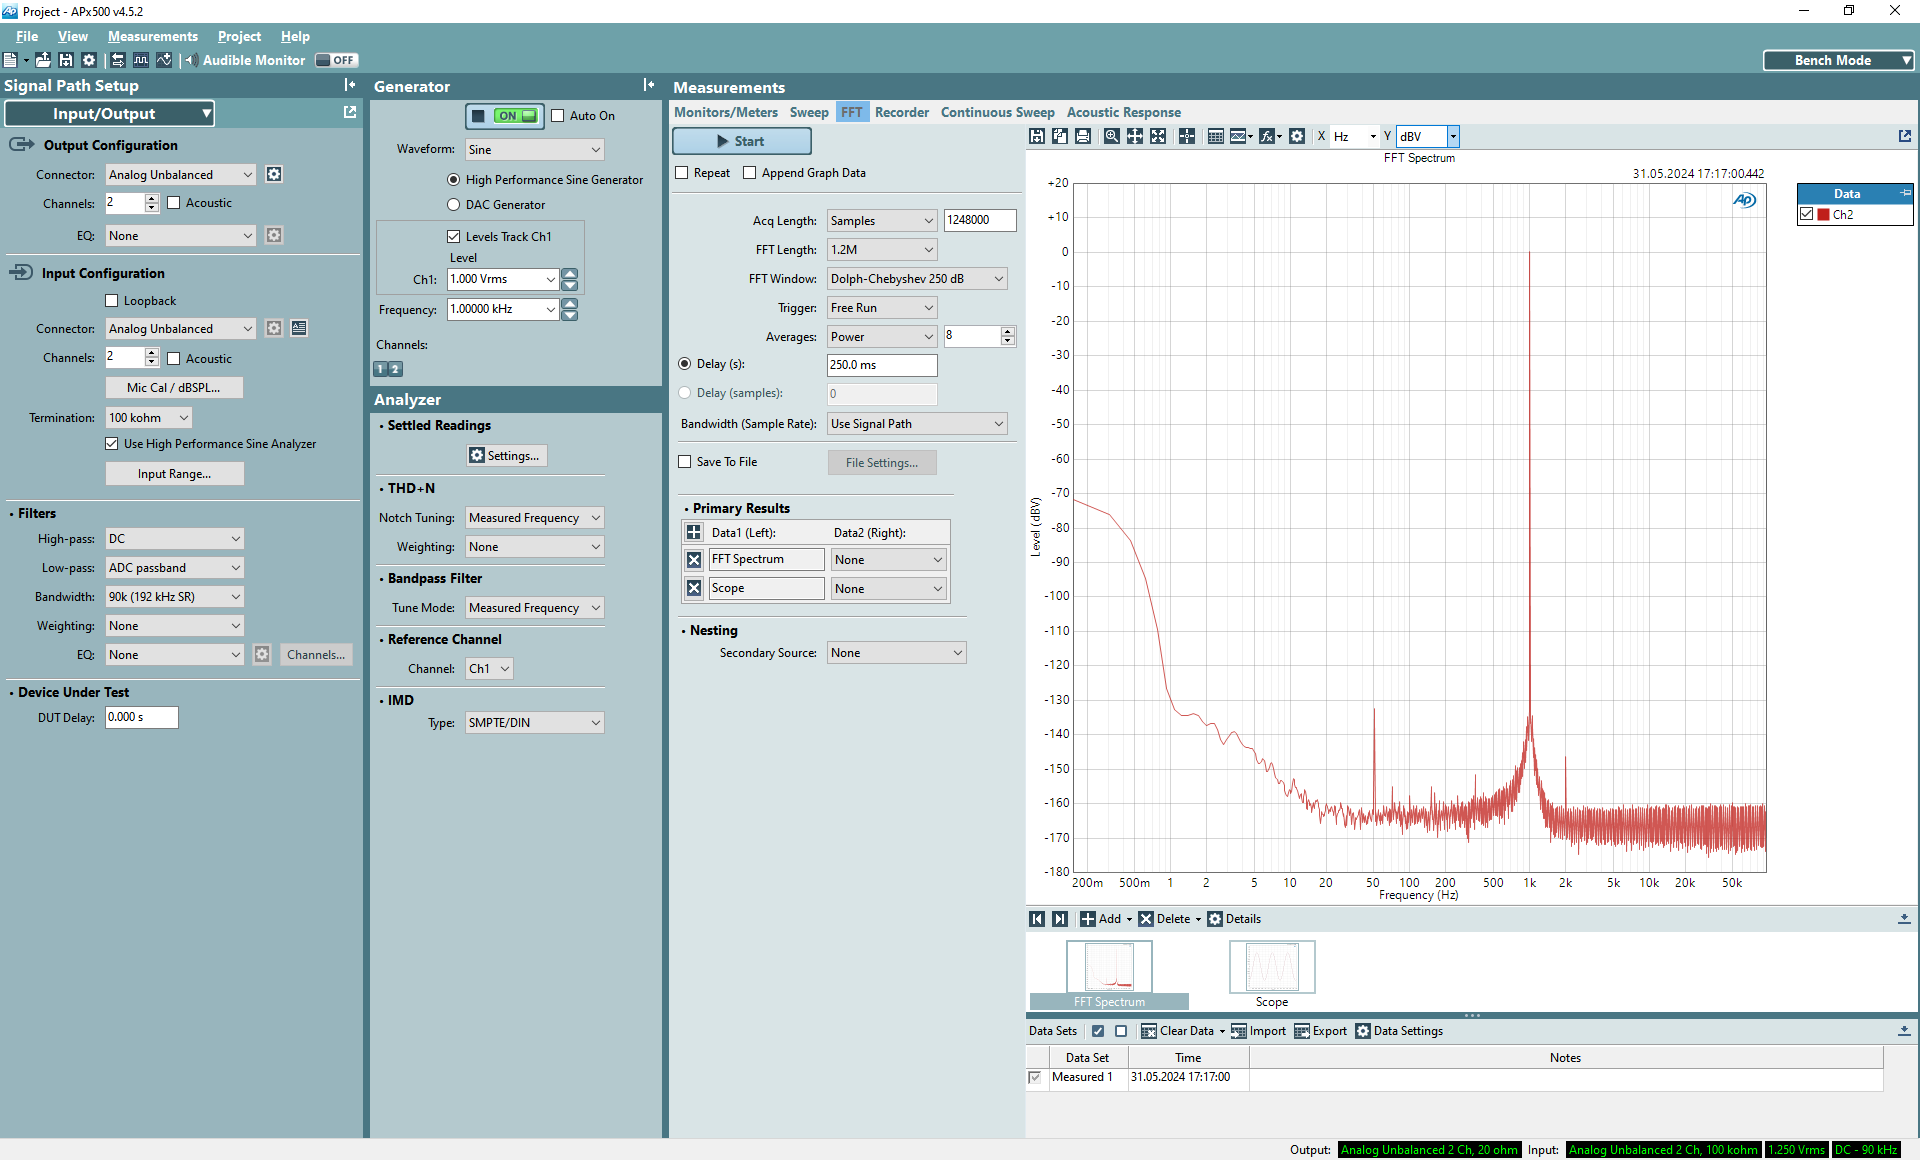 Project - APx500 v4.5.2
File View Measurements Project Help
Audible Monitor OFF
Bench Mode
Signal Path Setup
Input/Output
Output Configuration
Connector: Analog Unbalanced
Channels: 2 Acoustic
EQ: None
Input Configuration
Loopback
Connector: Analog Unbalanced
Channels: 2 Acoustic
Mic Cal / dBSPL...
Termination: 100 kohm
Use High Performance Sine Analyzer
Input Range...
• Filters
High-pass: DC
Low-pass: ADC passband
Bandwidth: 90k (192 kHz SR)
Weighting: None
EQ: None Channels...
• Device Under Test
DUT Delay: 0.000 s
Generator
ON Auto On
Waveform: Sine
High Performance Sine Generator
DAC Generator
Levels Track Ch1
Level
Ch1: 1.000 Vrms
Frequency: 1.00000 kHz
Channels:
1 2
Analyzer
• Settled Readings
Settings...
• THD+N
Notch Tuning: Measured Frequency
Weighting: None
• Bandpass Filter
Tune Mode: Measured Frequency
• Reference Channel
Channel: Ch1
• IMD
Type: SMPTE/DIN
Measurements
Monitors/Meters Sweep FFT Recorder Continuous Sweep Acoustic Response
Start
Repeat Append Graph Data
Acq Length: Samples 1248000
FFT Length: 1.2M
FFT Window: Dolph-Chebyshev 250 dB
Trigger: Free Run
Averages: Power 8
Delay (s): 250.0 ms
Delay (samples): 0
Bandwidth (Sample Rate): Use Signal Path
Save To File File Settings...
• Primary Results
Data1 (Left): Data2 (Right):
FFT Spectrum None
Scope None
• Nesting
Secondary Source: None
X Hz Y dBV
FFT Spectrum
31.05.2024 17:17:00.442
AP
Data
Ch2
+20
+10
0
-10
-20
-30
-40
-50
-60
-70
-80
-90
-100
-110
-120
-130
-140
-150
-160
-170
-180
Level (dBV)
200m 500m 1 2 5 10 20 50 100 200 500 1k 2k 5k 10k 20k 50k
Frequency (Hz)
Add Delete Details
FFT Spectrum Scope
Data Sets Clear Data Import Export Data Settings
Data Set Time Notes
Measured 1 31.05.2024 17:17:00
Output: Analog Unbalanced 2 Ch, 20 ohm Input: Analog Unbalanced 2 Ch, 100 kohm 1.250 Vrms DC - 90 kHz